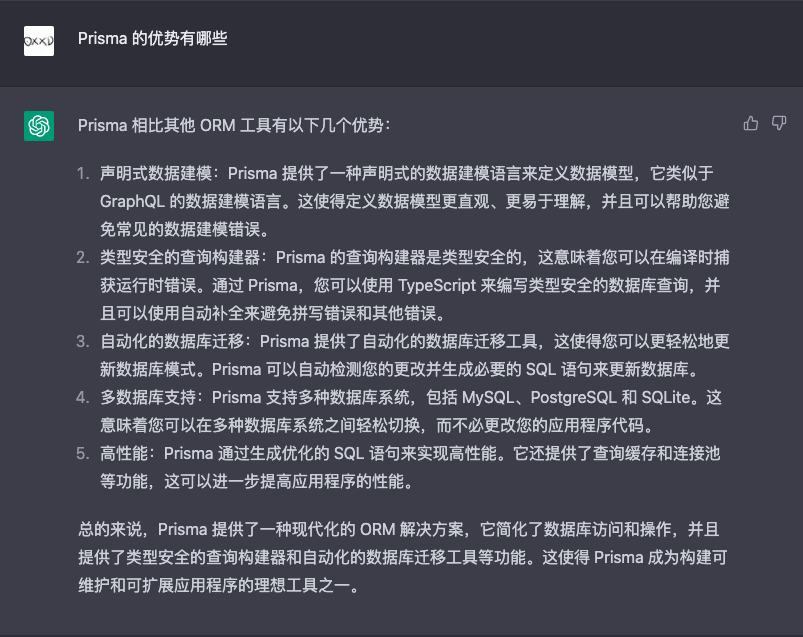 OXXD
Prisma 的优势有哪些
Prisma 相比其他 ORM 工具有以下几个优势：
1. 声明式数据建模：Prisma 提供了一种声明式的数据建模语言来定义数据模型，它类似于
GraphQL 的数据建模语言。这使得定义数据模型更直观、更易于理解，并且可以帮助您避
免常见的数据建模错误。
2. 类型安全的查询构建器：Prisma 的查询构建器是类型安全的，这意味着您可以在编译时捕
获运行时错误。通过 Prisma，您可以使用 TypeScript 来编写类型安全的数据库查询，并
且可以使用自动补全来避免拼写错误和其他错误。
3. 自动化的数据库迁移：Prisma 提供了自动化的数据库迁移工具，这使得您可以更轻松地更
新数据库模式。Prisma 可以自动检测您的更改并生成必要的 SQL 语句来更新数据库。
4. 多数据库支持：Prisma 支持多种数据库系统，包括 MySQL、PostgreSQL 和 SQLite。这
意味着您可以在多种数据库系统之间轻松切换，而不必更改您的应用程序代码。
5. 高性能：Prisma 通过生成优化的 SQL 语句来实现高性能。它还提供了查询缓存和连接池
等功能，这可以进一步提高应用程序的性能。
总的来说，Prisma 提供了一种现代化的 ORM 解决方案，它简化了数据库访问和操作，并且
提供了类型安全的查询构建器和自动化的数据库迁移工具等功能。这使得 Prisma 成为构建可
维护和可扩展应用程序的理想工具之一。